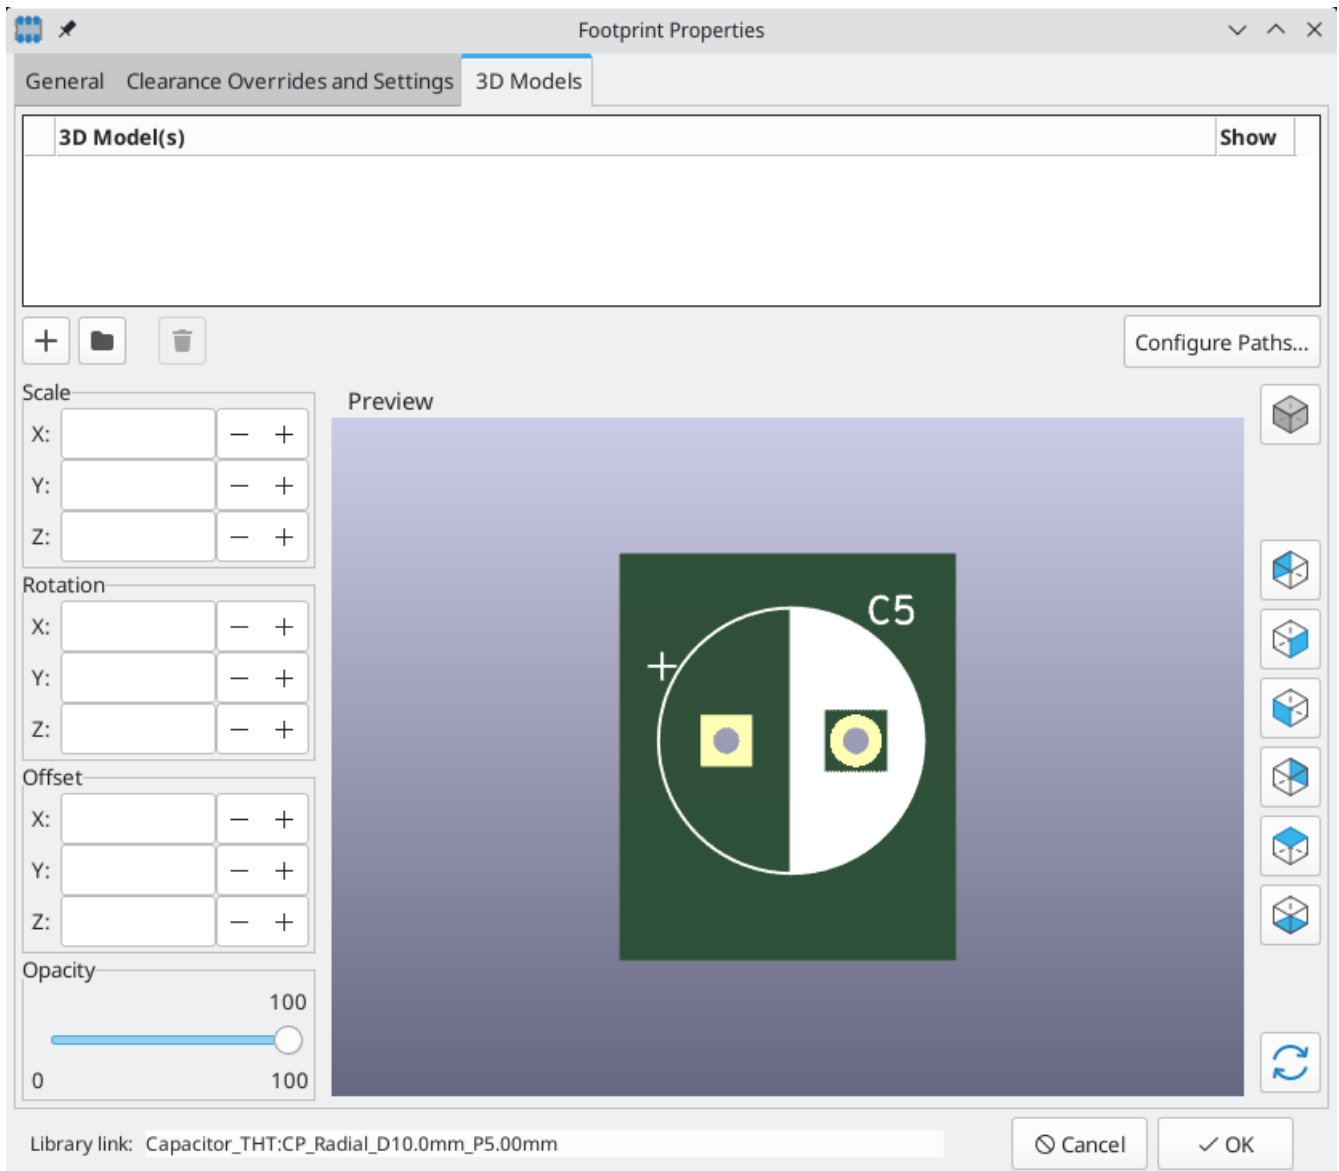 Footprint Properties
General Clearance Overrides and Settings 3D Models
3D Model(s) Show
Configure Paths...
Scale
X:
Y:
Z:
Rotation
X:
Y:
Z:
Offset
X:
Y:
Z:
Opacity
100
0 100
Preview
C5
+
Library link: Capacitor_THT:CP_Radial_D10.0mm_P5.00mm
Cancel OK